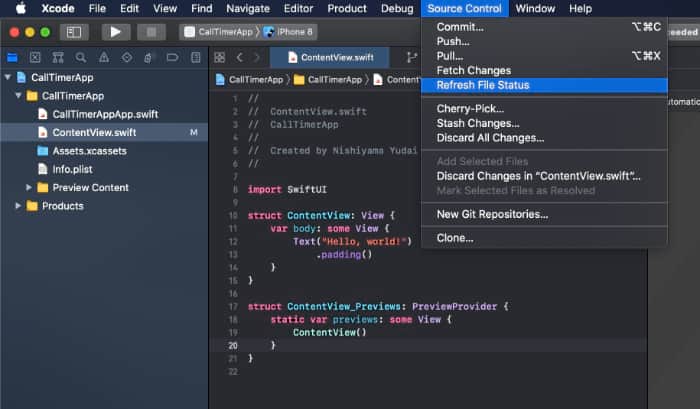 Xcode File Edit View Find Navigate Editor Product Debug Source Control Window Help
CallTimerApp iPhone 8
eeded
ContentView.swift
CallTimerApp CallTimerApp Content
utomatic
CallTimerApp
CallTimerApp
CallTimerAppApp.swift
ContentView.swift M
Assets.xcassets
Info.plist
Preview Content
Products
Commit... ⌥⌘C
Push...
Pull... ⌥⌘X
Fetch Changes
Refresh File Status
Cherry-Pick...
Stash Changes...
Discard All Changes...
Add Selected Files
Discard Changes in “ContentView.swift”...
Mark Selected Files as Resolved
New Git Repositories...
Clone...
1 //
2 // ContentView.swift
3 // CallTimerApp
4 //
5 // Created by Nishiyama Yudai
6 //
7
8 import SwiftUI
9
10 struct ContentView: View {
11 var body: some View {
12 Text("Hello, world!")
13 .padding()
14 }
15 }
16
17 struct ContentView_Previews: PreviewProvider {
18 static var previews: some View {
19 ContentView()
20 }
21 }
22